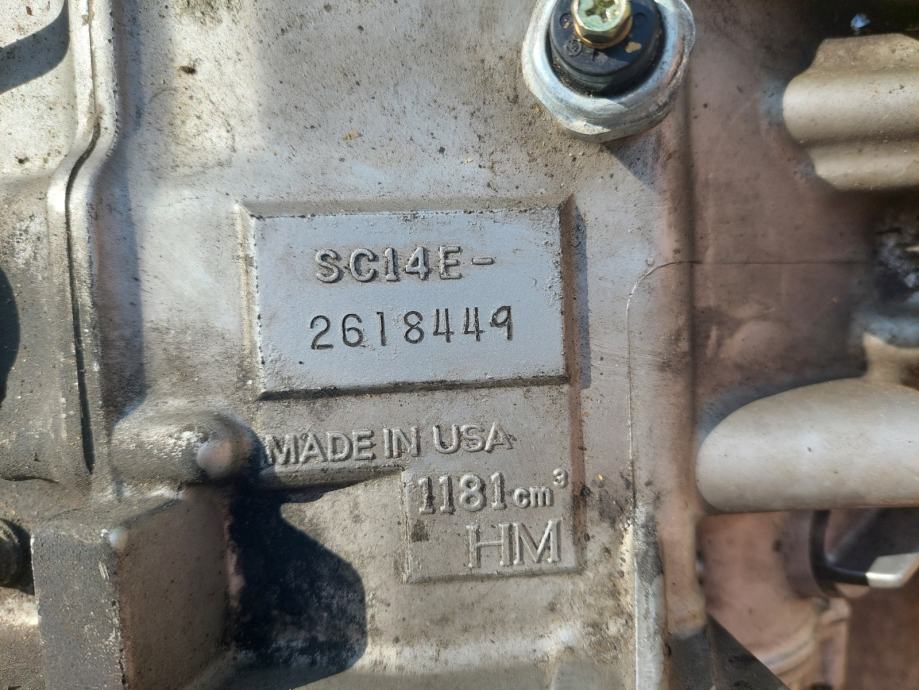 SC14E-
2618449
MADE IN USA
1181cm³
HM